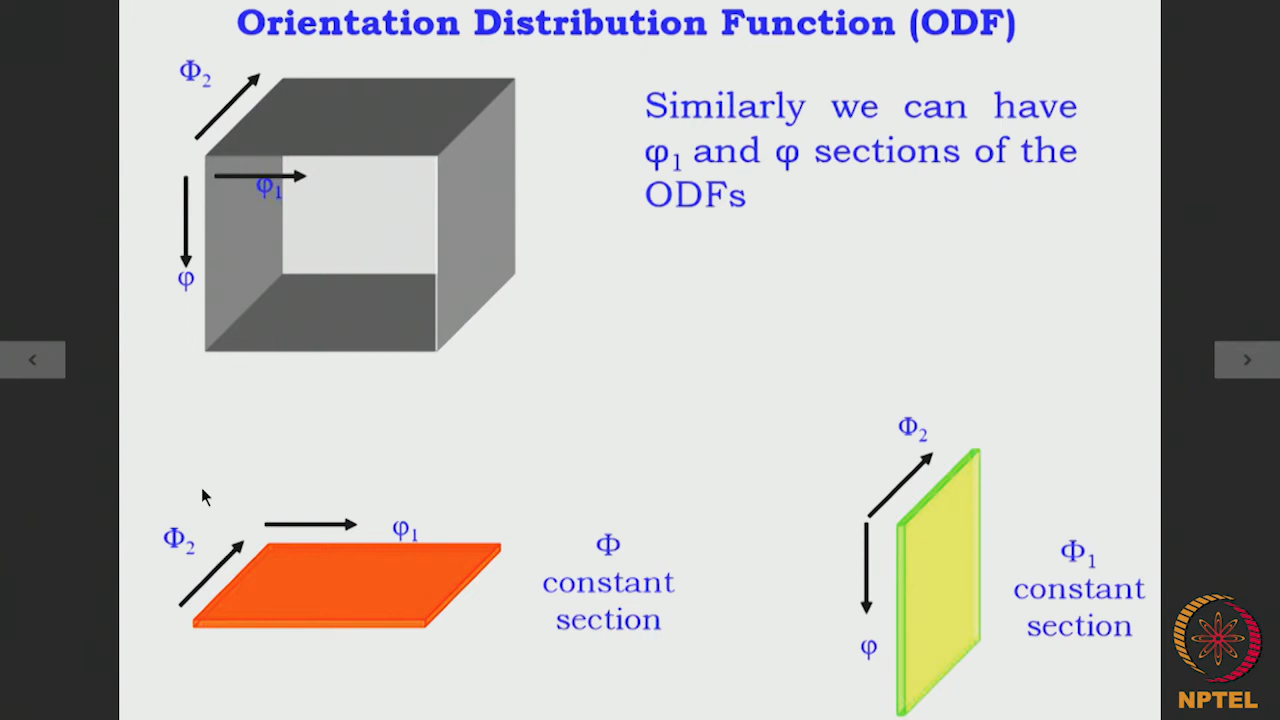 Orientation Distribution Function (ODF)
Φ₂
φ₁
φ
Similarly we can have
φ₁ and φ sections of the
ODFs
Φ₂
φ₁
Φ
constant
section
Φ₂
φ
Φ₁
constant
section
NPTEL